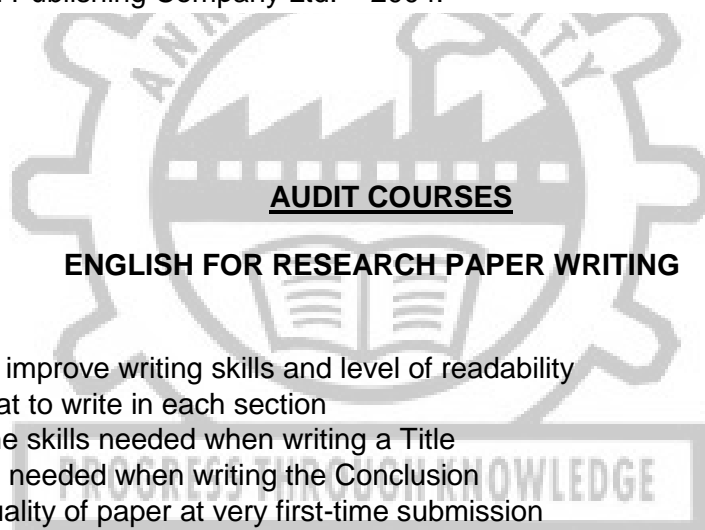 Publishing Company Ltd. – 2004.
AUDIT COURSES
ENGLISH FOR RESEARCH PAPER WRITING
improve writing skills and level of readability
at to write in each section
e skills needed when writing a Title
needed when writing the Conclusion
uality of paper at very first-time submission
PROGRESS THROUGH KNOWLEDGE